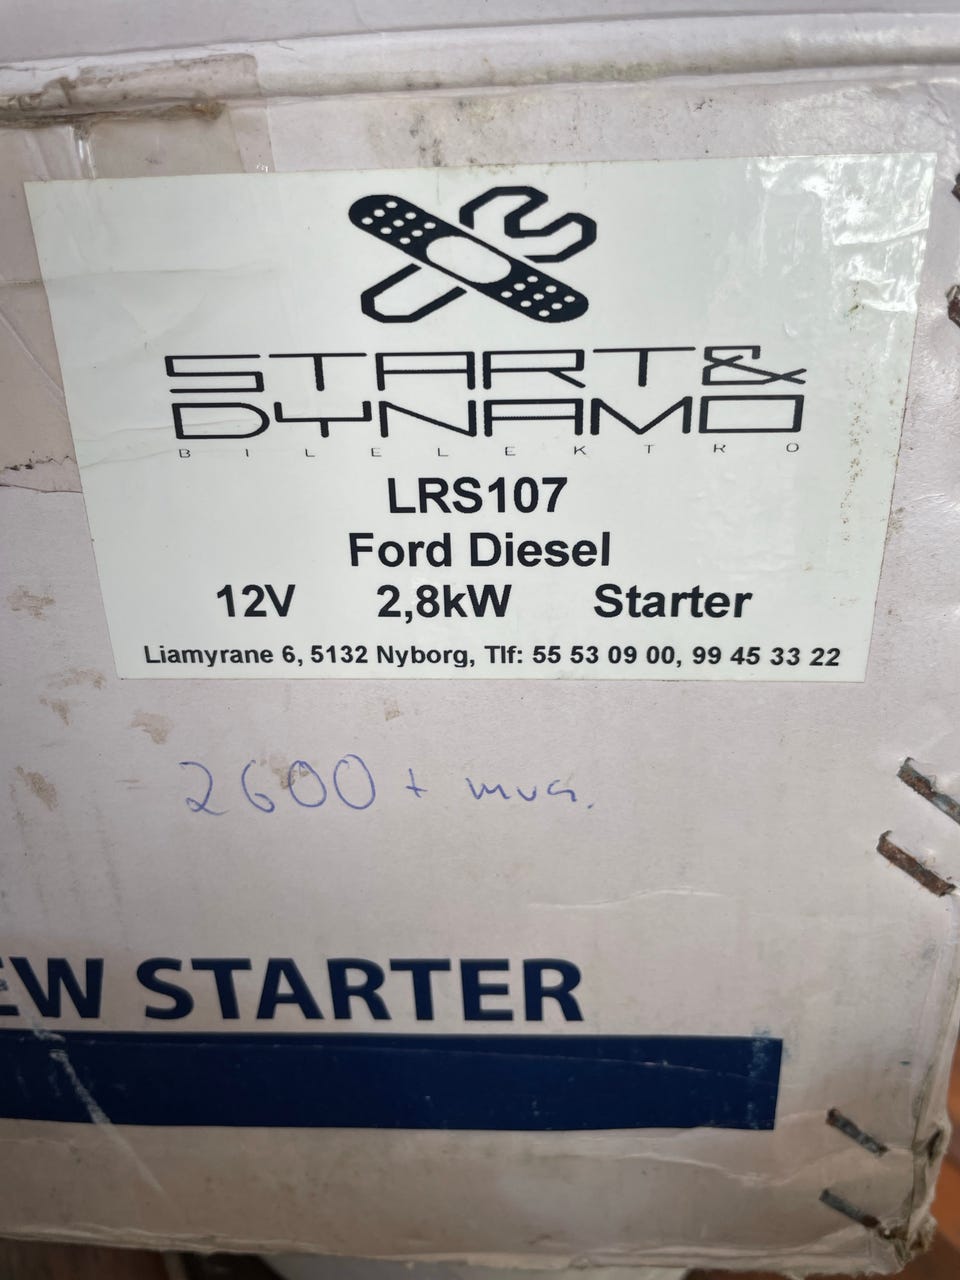 START&
DYNAMO
BILELEKTRO
LRS107
Ford Diesel
12V 2,8kW Starter
Liamyrane 6, 5132 Nyborg, Tlf: 55 53 09 00, 99 45 33 22
2600 + mva.
EW STARTER